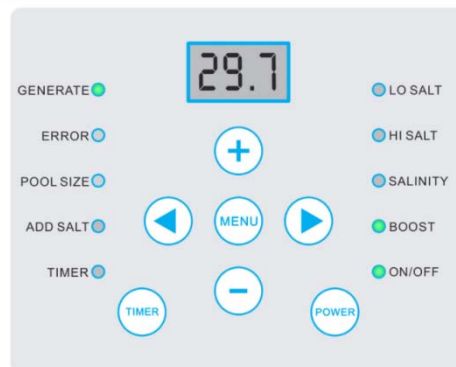 29.7
GENERATE
LO SALT
ERROR
HI SALT
POOL SIZE
SALINITY
ADD SALT
MENU
BOOST
TIMER
ON/OFF
TIMER
POWER